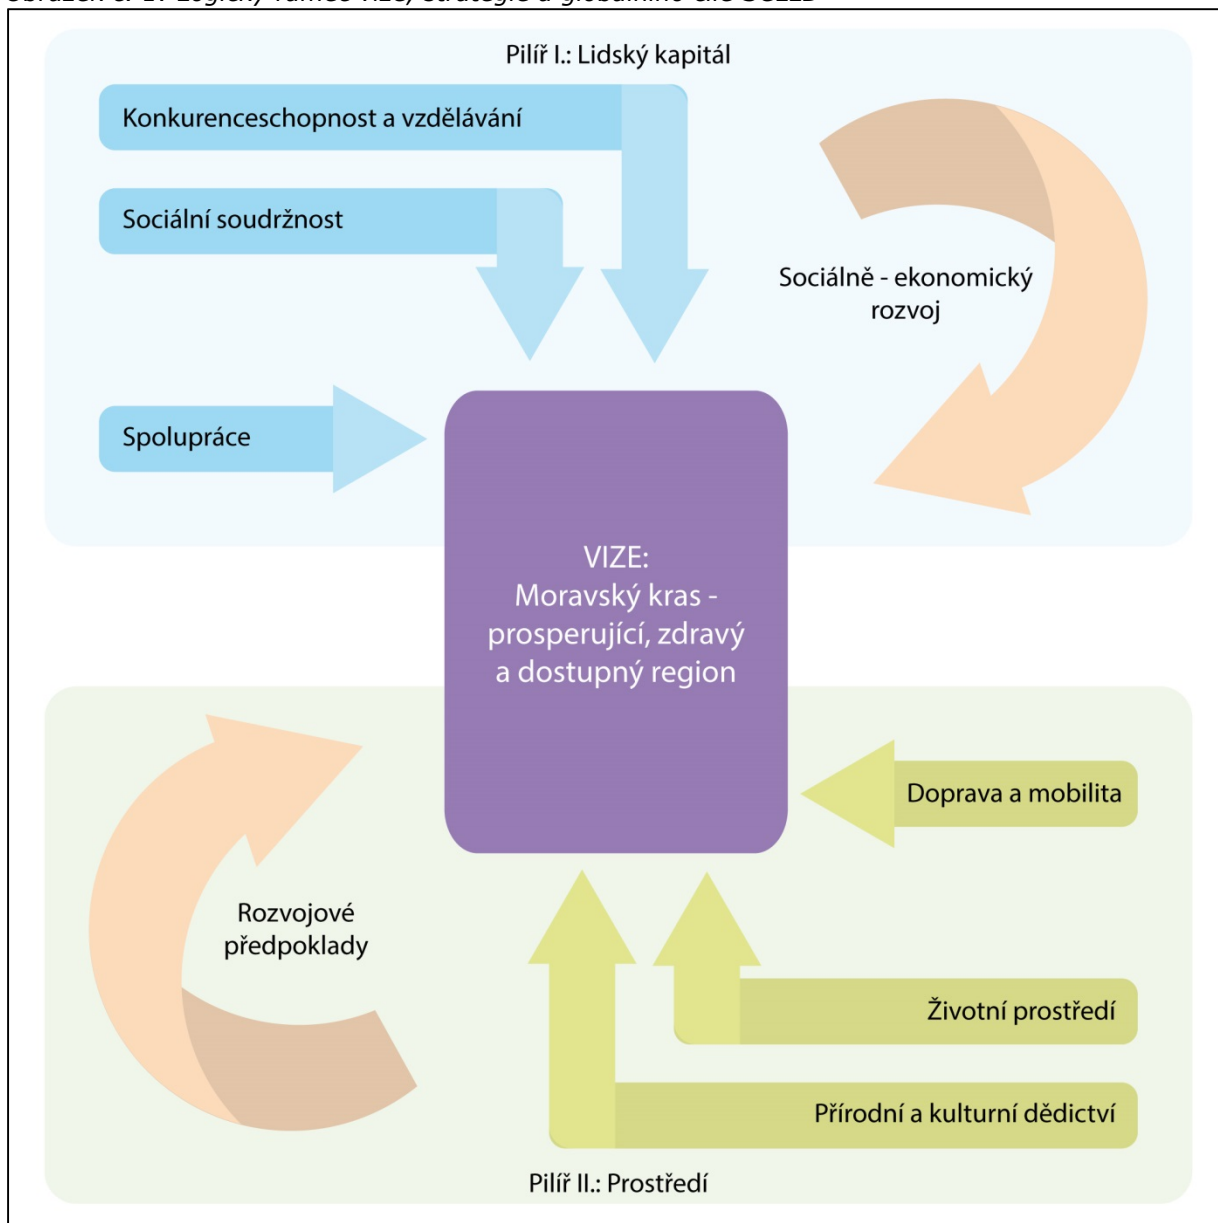 Pilíř I.: Lidský kapitál
Konkurenceschopnost a vzdělávání
Sociální soudržnost
Sociálně - ekonomický
rozvoj
Spolupráce
VIZE:
Moravský kras -
prosperující, zdravý
a dostupný region
Doprava a mobilita
Rozvojové
předpoklady
Životní prostředí
Přírodní a kulturní dědictví
Pilíř II.: Prostředí